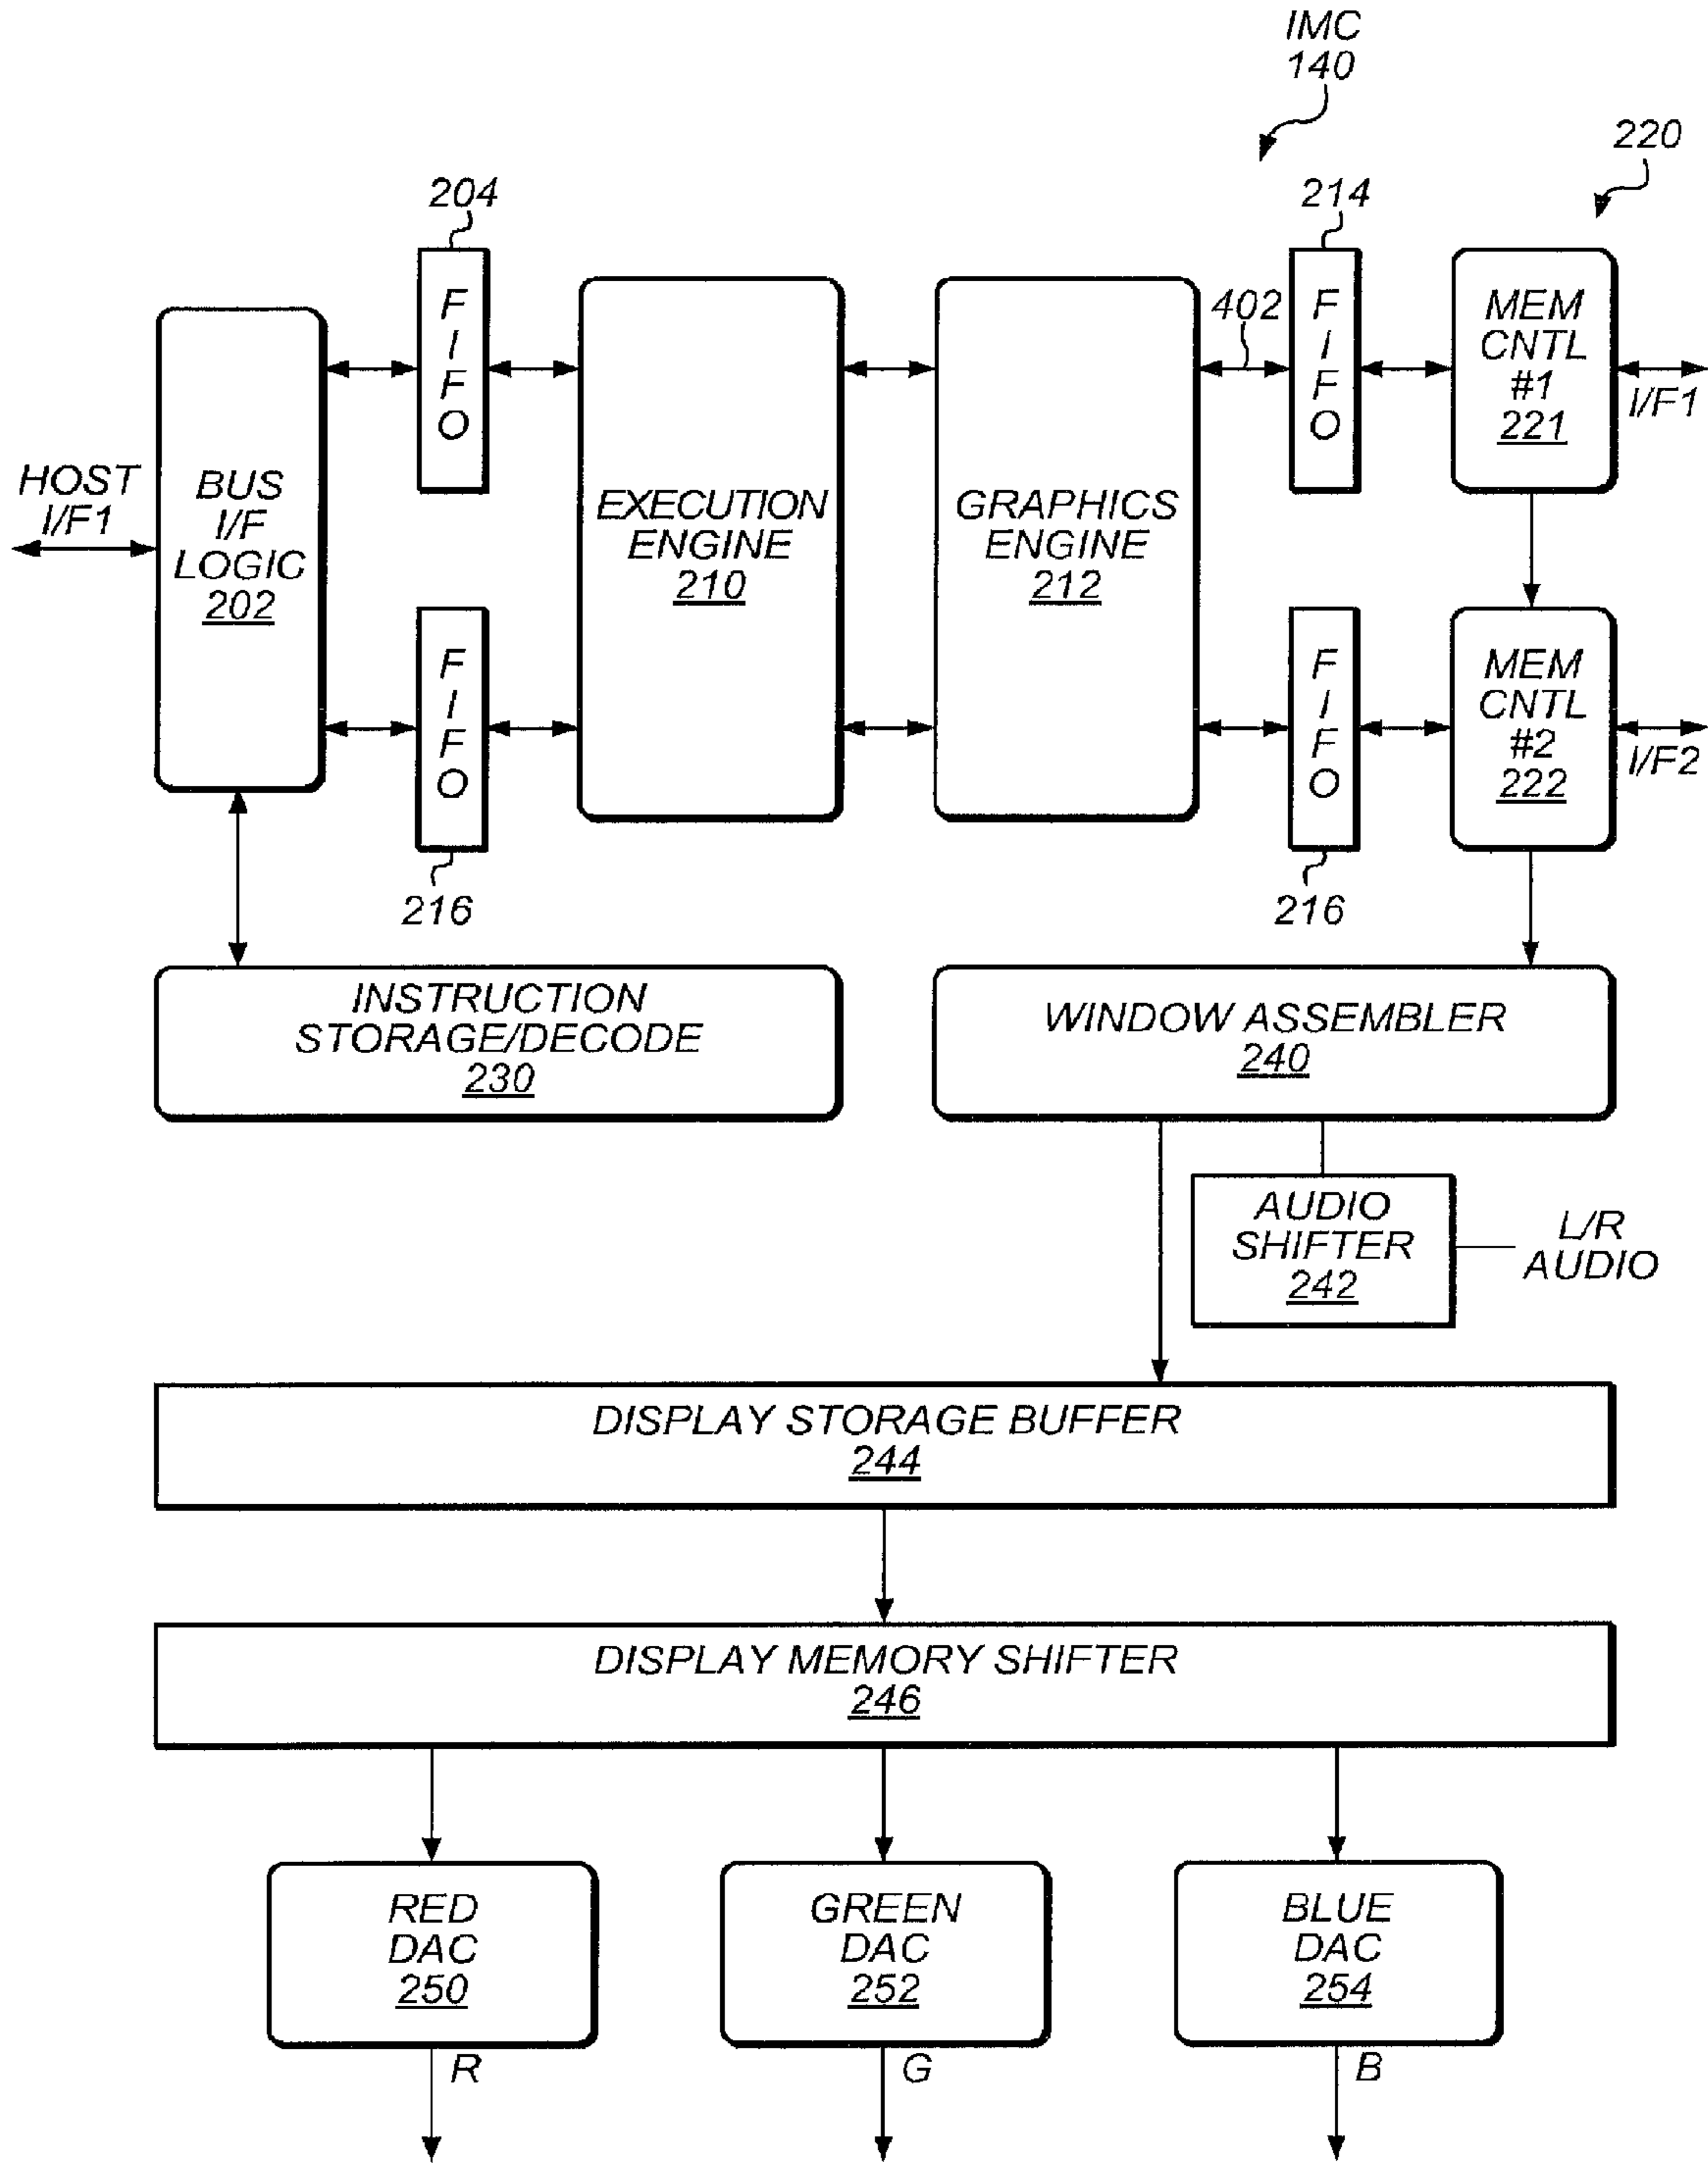 IMC
140
220
204
214
F
I
F
O
402
F
I
F
O
MEM
CNTL
#1
221
I/F1
HOST
I/F1
BUS
I/F
LOGIC
202
EXECUTION
ENGINE
210
GRAPHICS
ENGINE
212
F
I
F
O
F
I
F
O
MEM
CNTL
#2
222
I/F2
216
216
INSTRUCTION
STORAGE/DECODE
230
WINDOW ASSEMBLER
240
AUDIO
SHIFTER
242
L/R
AUDIO
DISPLAY STORAGE BUFFER
244
DISPLAY MEMORY SHIFTER
246
RED
DAC
250
GREEN
DAC
252
BLUE
DAC
254
R
G
B